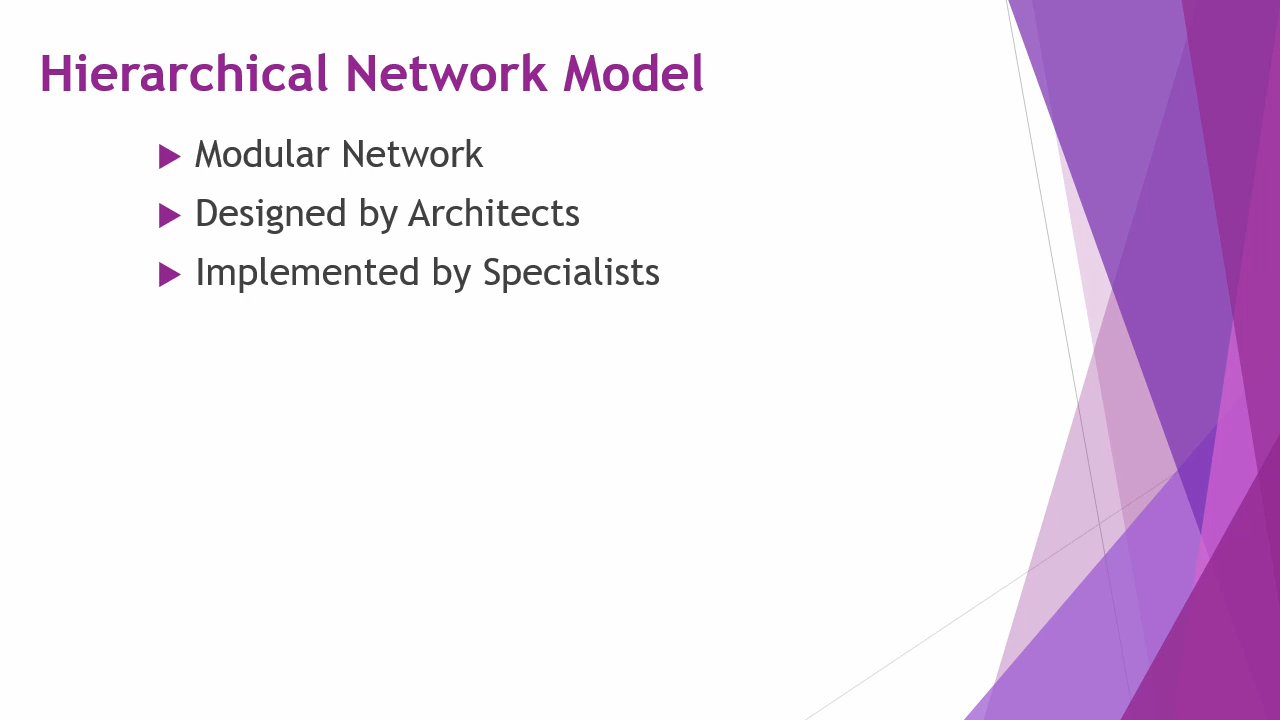 Hierarchical Network Model
Modular Network
Designed by Architects
Implemented by Specialists